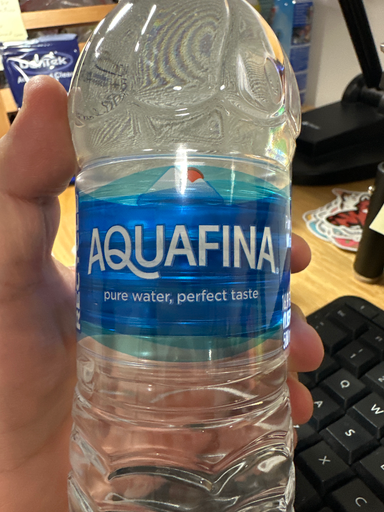 AQUAFINA
pure water, perfect taste
Q
A
W
S
Z
X